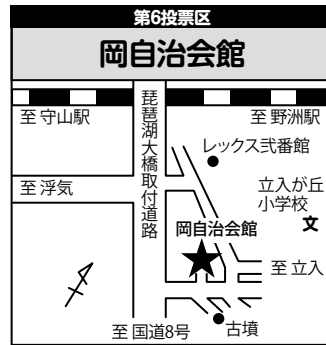 第6投票区
岡自治会館
至 守山駅
琵琶湖大橋取付道路
至 野洲駅
レックス弐番館
至 浮気
立入が丘
小学校
文
岡自治会館
至 立入
至 国道8号
古墳